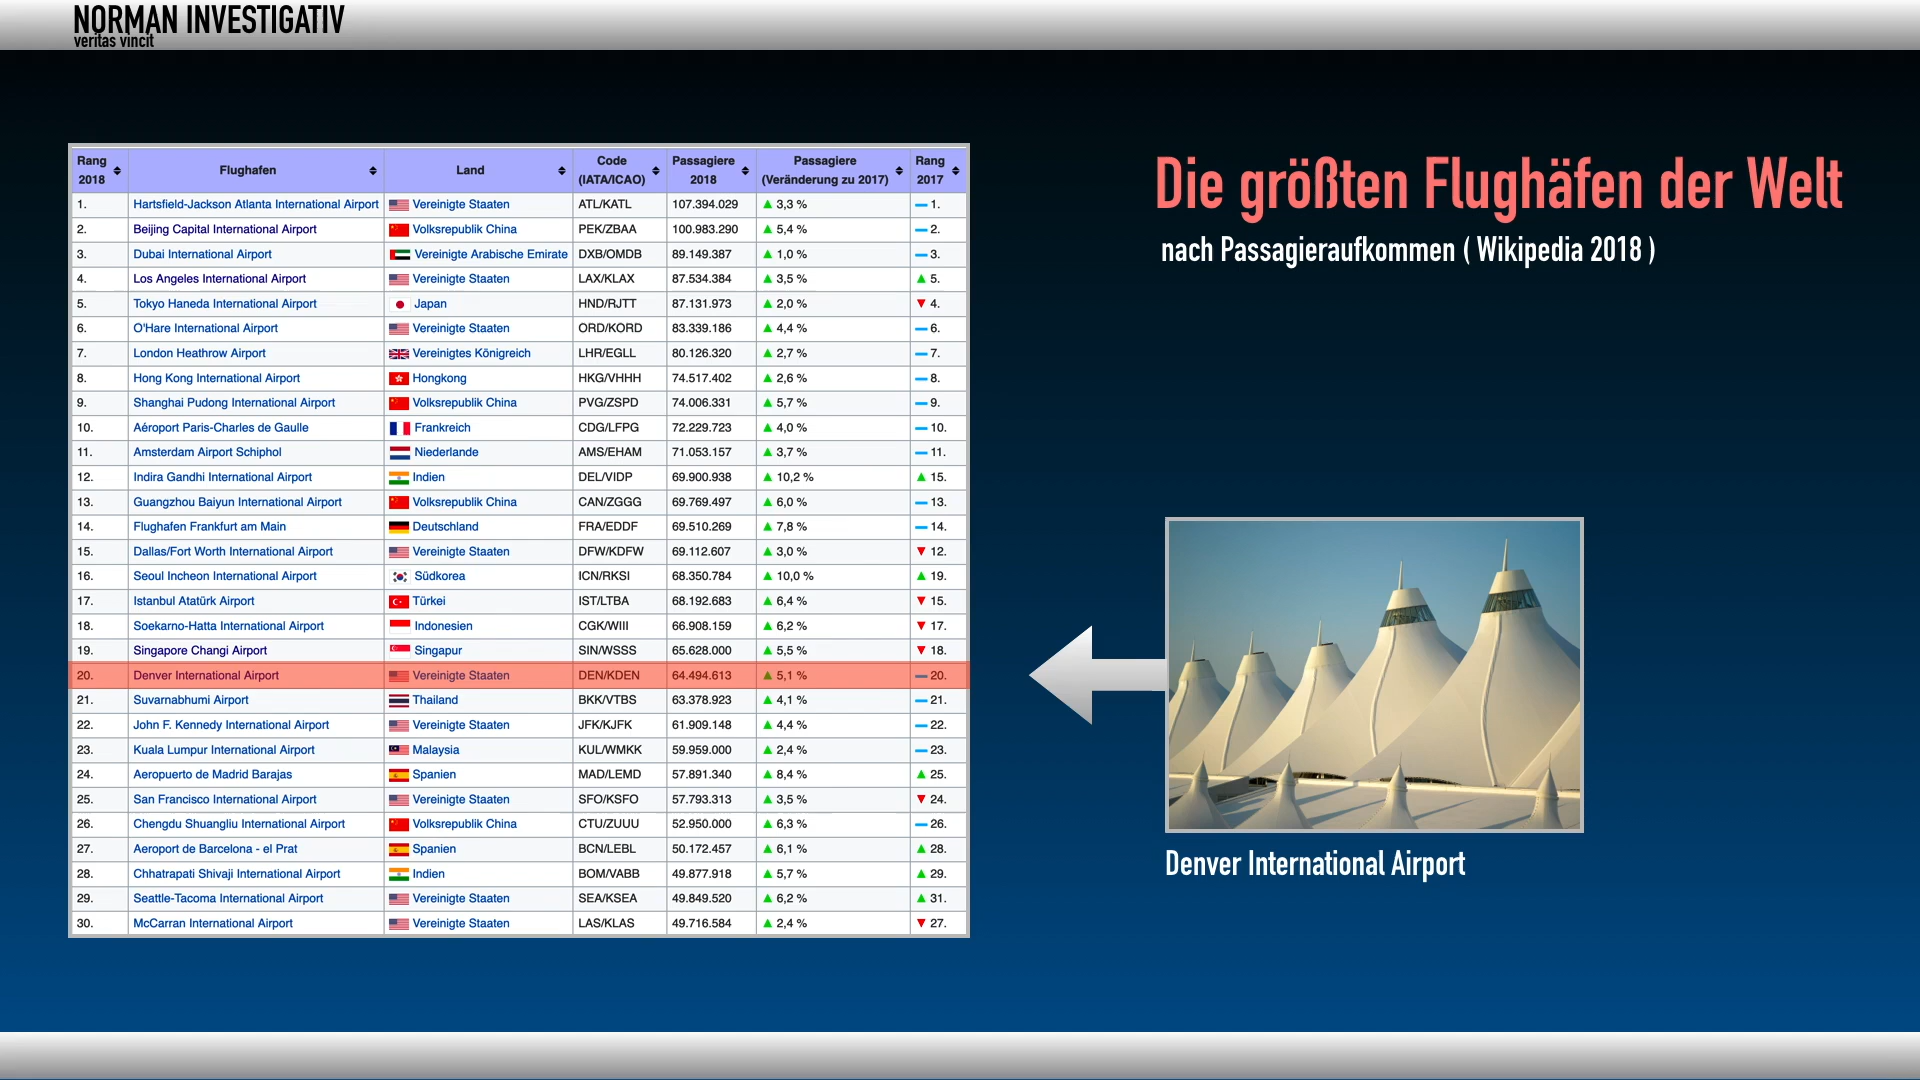 NORMAN INVESTIGATIV
veritas vincit
Die größten Flughäfen der Welt
nach Passagieraufkommen ( Wikipedia 2018 )
Rang 2018 Flughafen Land Code (IATA/ICAO) Passagiere 2018 Passagiere (Veränderung zu 2017) Rang 2017
1. Hartsfield-Jackson Atlanta International Airport Vereinigte Staaten ATL/KATL 107.394.029 3,3 % 1.
2. Beijing Capital International Airport Volksrepublik China PEK/ZBAA 100.983.290 5,4 % 2.
3. Dubai International Airport Vereinigte Arabische Emirate DXB/OMDB 89.149.387 1,0 % 3.
4. Los Angeles International Airport Vereinigte Staaten LAX/KLAX 87.534.384 3,5 % 5.
5. Tokyo Haneda International Airport Japan HND/RJTT 87.131.973 2,0 % 4.
6. O'Hare International Airport Vereinigte Staaten ORD/KORD 83.339.186 4,4 % 6.
7. London Heathrow Airport Vereinigtes Königreich LHR/EGLL 80.126.320 2,7 % 7.
8. Hong Kong International Airport Hongkong HKG/VHHH 74.517.402 2,6 % 8.
9. Shanghai Pudong International Airport Volksrepublik China PVG/ZSPD 74.006.331 5,7 % 9.
10. Aéroport Paris-Charles de Gaulle Frankreich CDG/LFPG 72.229.723 4,0 % 10.
11. Amsterdam Airport Schiphol Niederlande AMS/EHAM 71.053.157 3,7 % 11.
12. Indira Gandhi International Airport Indien DEL/VIDP 69.900.938 10,2 % 15.
13. Guangzhou Baiyun International Airport Volksrepublik China CAN/ZGGG 69.769.497 6,0 % 13.
14. Flughafen Frankfurt am Main Deutschland FRA/EDDF 69.510.269 7,8 % 14.
15. Dallas/Fort Worth International Airport Vereinigte Staaten DFW/KDFW 69.112.607 3,0 % 12.
16. Seoul Incheon International Airport Südkorea ICN/RKSI 68.350.784 10,0 % 19.
17. Istanbul Atatürk Airport Türkei IST/LTBA 68.192.683 6,4 % 15.
18. Soekarno-Hatta International Airport Indonesien CGK/WIII 66.908.159 6,2 % 17.
19. Singapore Changi Airport Singapur SIN/WSSS 65.628.000 5,5 % 18.
20. Denver International Airport Vereinigte Staaten DEN/KDEN 64.494.613 5,1 % 20.
21. Suvarnabhumi Airport Thailand BKK/VTBS 63.378.923 4,1 % 21.
22. John F. Kennedy International Airport Vereinigte Staaten JFK/KJFK 61.909.148 4,4 % 22.
23. Kuala Lumpur International Airport Malaysia KUL/WMKK 59.959.000 2,4 % 23.
24. Aeropuerto de Madrid Barajas Spanien MAD/LEMD 57.891.340 8,4 % 25.
25. San Francisco International Airport Vereinigte Staaten SFO/KSFO 57.793.313 3,5 % 24.
26. Chengdu Shuangliu International Airport Volksrepublik China CTU/ZUUU 52.950.000 6,3 % 26.
27. Aeroport de Barcelona - el Prat Spanien BCN/LEBL 50.172.457 6,1 % 28.
28. Chhatrapati Shivaji International Airport Indien BOM/VABB 49.877.918 5,7 % 29.
29. Seattle-Tacoma International Airport Vereinigte Staaten SEA/KSEA 49.849.520 6,2 % 31.
30. McCarran International Airport Vereinigte Staaten LAS/KLAS 49.716.584 2,4 % 27.
Denver International Airport